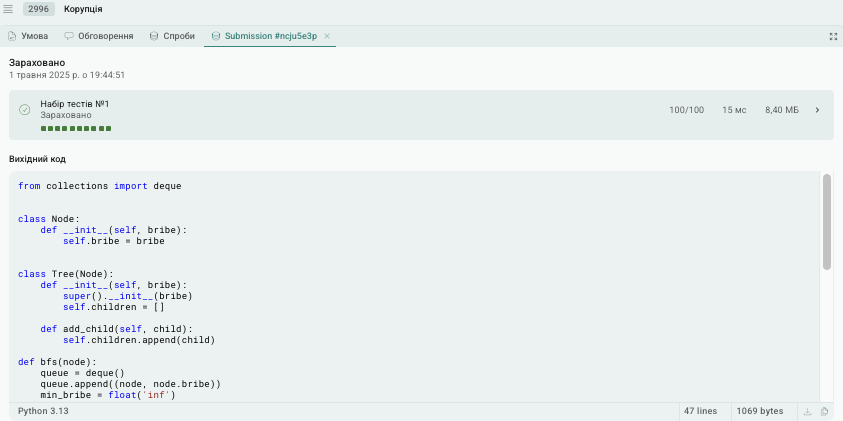 2996 Корупція
Умова Обговорення Спроби Submission #ncju5e3p ×
Зараховано
1 травня 2025 р. о 19:44:51
Набір тестів №1
Зараховано
100/100 15 мс 8,40 МБ
Вихідний код
from collections import deque
class Node:
    def __init__(self, bribe):
        self.bribe = bribe
class Tree(Node):
    def __init__(self, bribe):
        super().__init__(bribe)
        self.children = []
    def add_child(self, child):
        self.children.append(child)
def bfs(node):
    queue = deque()
    queue.append((node, node.bribe))
    min_bribe = float('inf')
Python 3.13 47 lines 1069 bytes